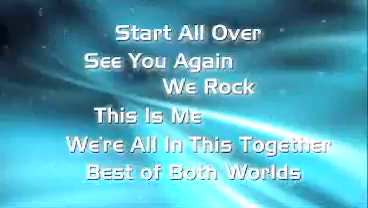 Start All Over
See You Again
We Rock
This Is Me
We're All In This Together
Best of Both Worlds